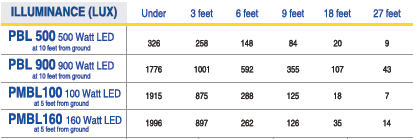 ILLUMINANCE (LUX) Under 3 feet 6 feet 9 feet 18 feet 27 feet
PBL 500 500 Watt LED
at 10 feet from ground
326 258 148 84 20 9
PBL 900 900 Watt LED
at 10 feet from ground
1776 1001 592 355 107 43
PMBL100 100 Watt LED
at 5 feet from ground
1915 875 288 125 18 7
PMBL160 160 Watt LED
at 5 feet from ground
1996 897 262 126 35 14